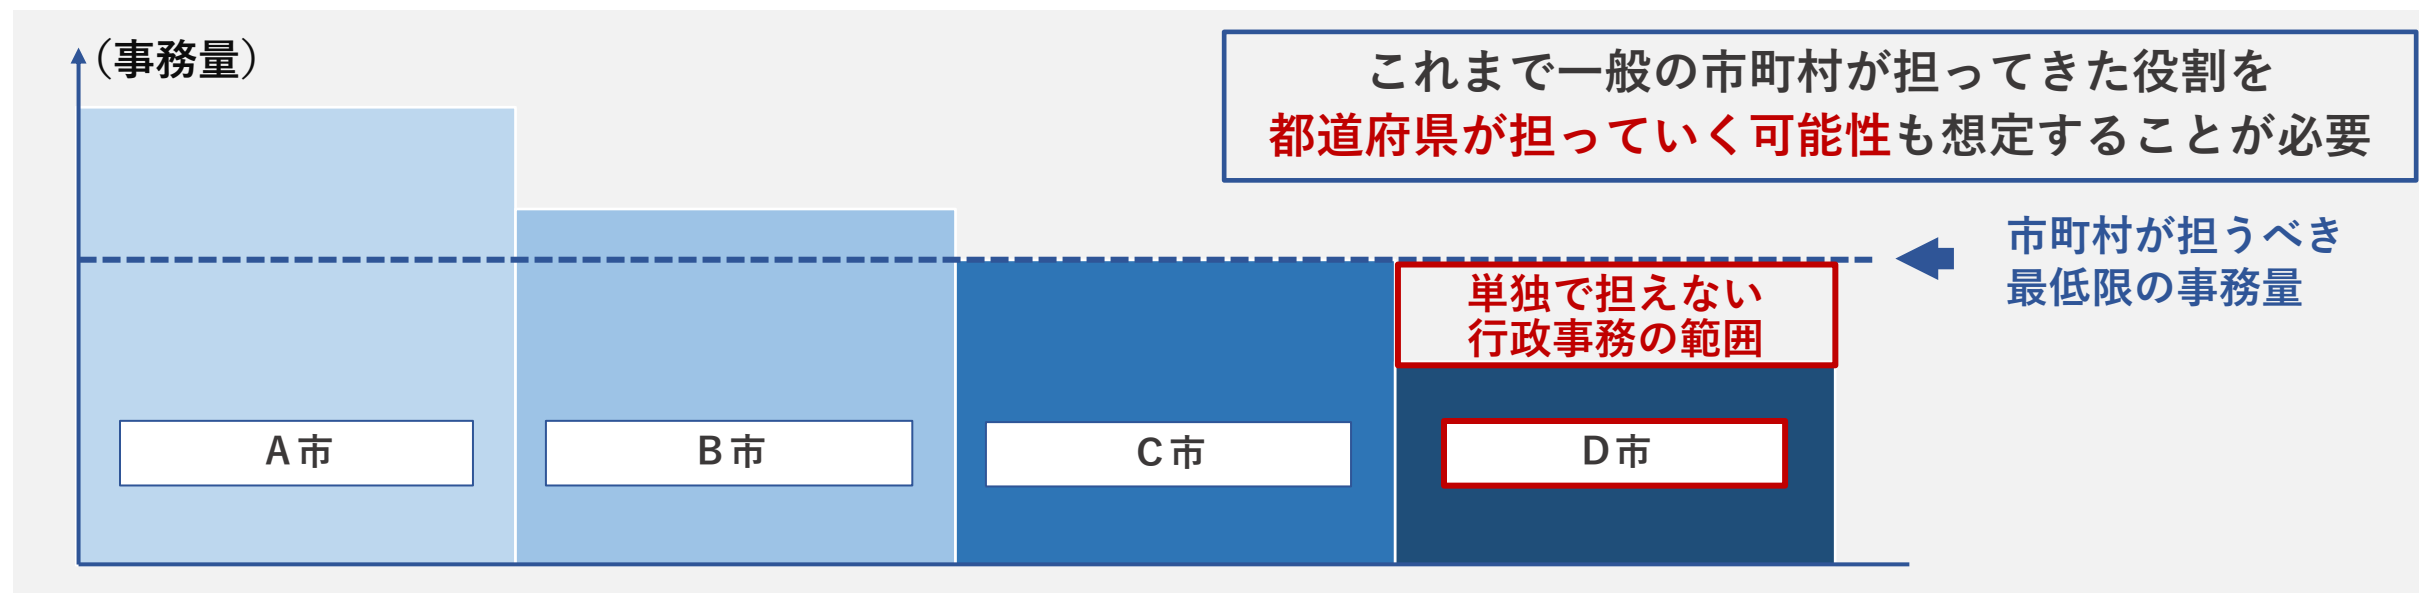 （事務量）
これまで一般の市町村が担ってきた役割を
都道府県が担っていく可能性も想定することが必要
市町村が担うべき
最低限の事務量
単独で担えない
行政事務の範囲
A市
B市
C市
D市